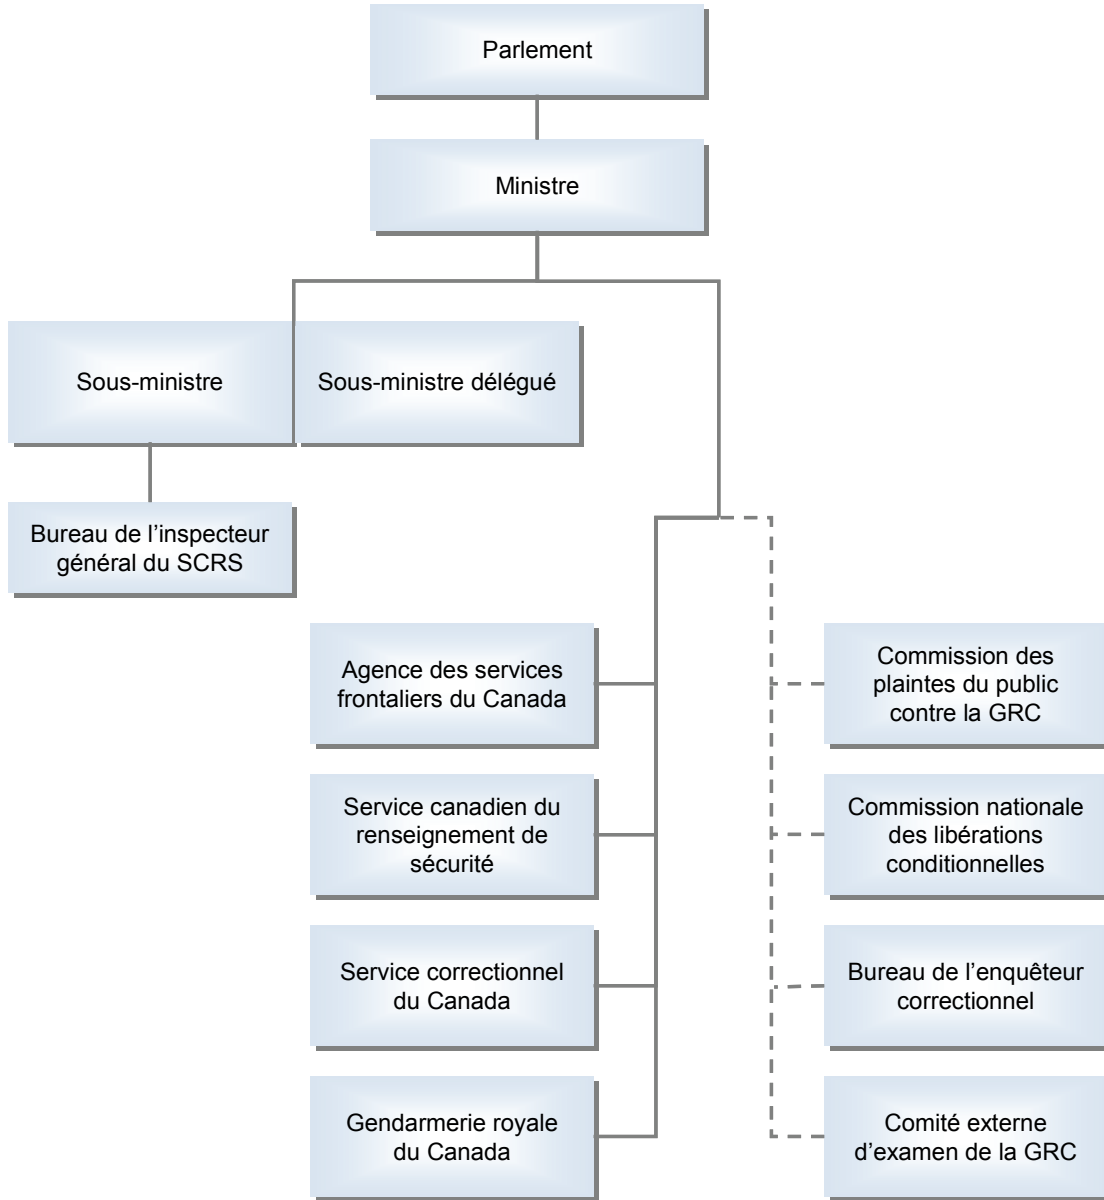 Parlement
Ministre
Sous-ministre
Sous-ministre délégué
Bureau de l’inspecteur
général du SCRS
Agence des services
frontaliers du Canada
Service canadien du
renseignement de
sécurité
Service correctionnel
du Canada
Gendarmerie royale
du Canada
Commission des
plaintes du public
contre la GRC
Commission nationale
des libérations
conditionnelles
Bureau de l’enquêteur
correctionnel
Comité externe
d’examen de la GRC